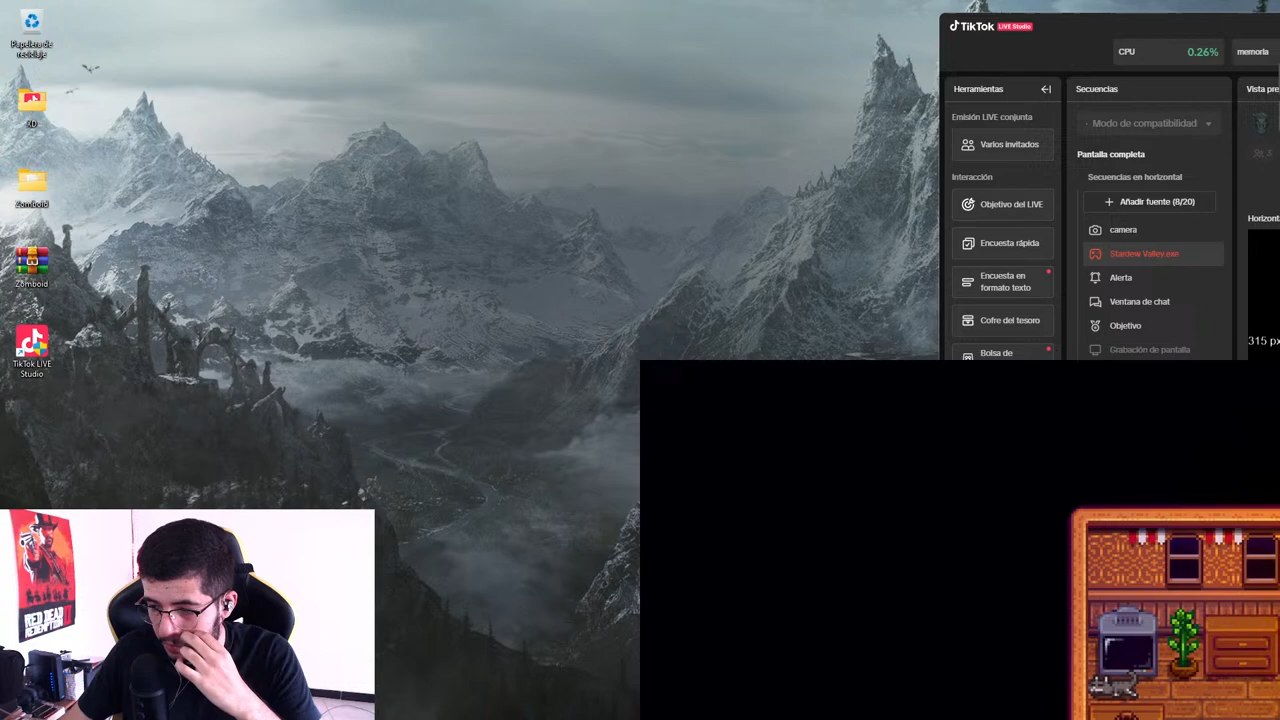 Papelera de
reciclaje
XD
Zomboid
Zomboid
TikTok LIVE
Studio
TikTok LIVE Studio
CPU 0.26%
memoria
Herramientas
Emisión LIVE conjunta
Varios invitados
Interacción
Objetivo del LIVE
Encuesta rápida
Encuesta en
formato texto
Cofre del tesoro
Bolsa de
Secuencias
Modo de compatibilidad
Pantalla completa
Secuencias en horizontal
+ Añadir fuente (8/20)
camera
Stardew Valley.exe
Alerta
Ventana de chat
Objetivo
Grabación de pantalla
Vista pre
3
Horizont
315 px
RED DEAD
REDEMPTION II